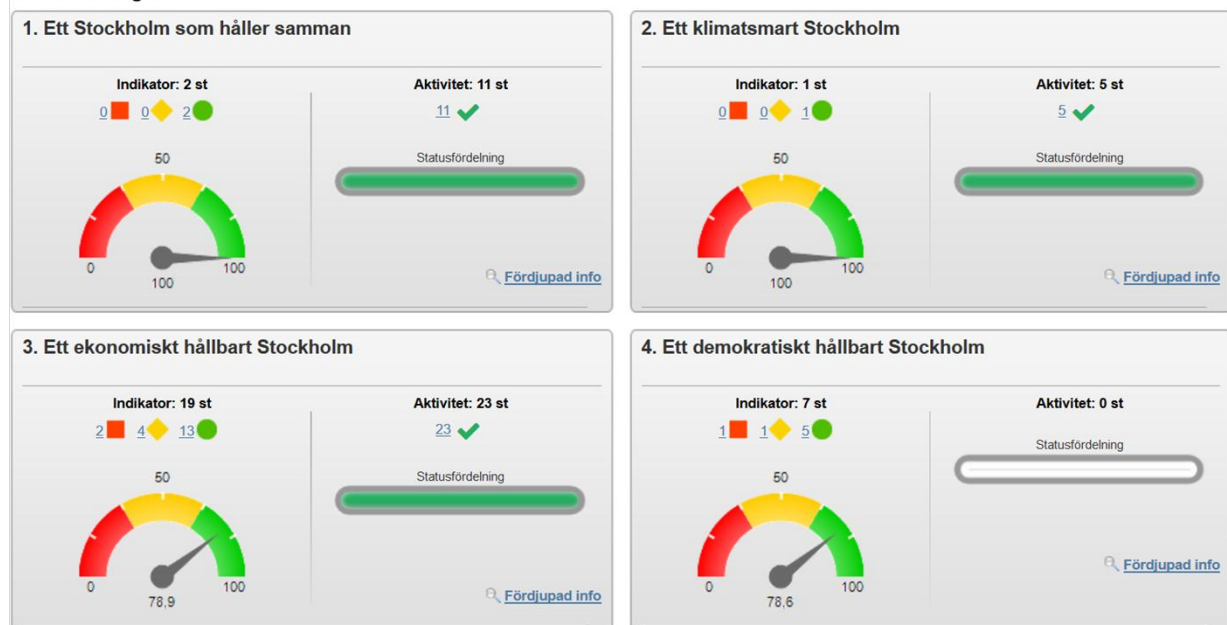 1. Ett Stockholm som håller samman
Indikator: 2 st
0 0 2
50
0 100
100
Aktivitet: 11 st
11
Statusfördelning
Fördjupad info
2. Ett klimatsmart Stockholm
Indikator: 1 st
0 0 1
50
0 100
100
Aktivitet: 5 st
5
Statusfördelning
Fördjupad info
3. Ett ekonomiskt hållbart Stockholm
Indikator: 19 st
2 4 13
50
0 100
78,9
Aktivitet: 23 st
23
Statusfördelning
Fördjupad info
4. Ett demokratiskt hållbart Stockholm
Indikator: 7 st
1 1 5
50
0 100
78,6
Aktivitet: 0 st
Statusfördelning
Fördjupad info